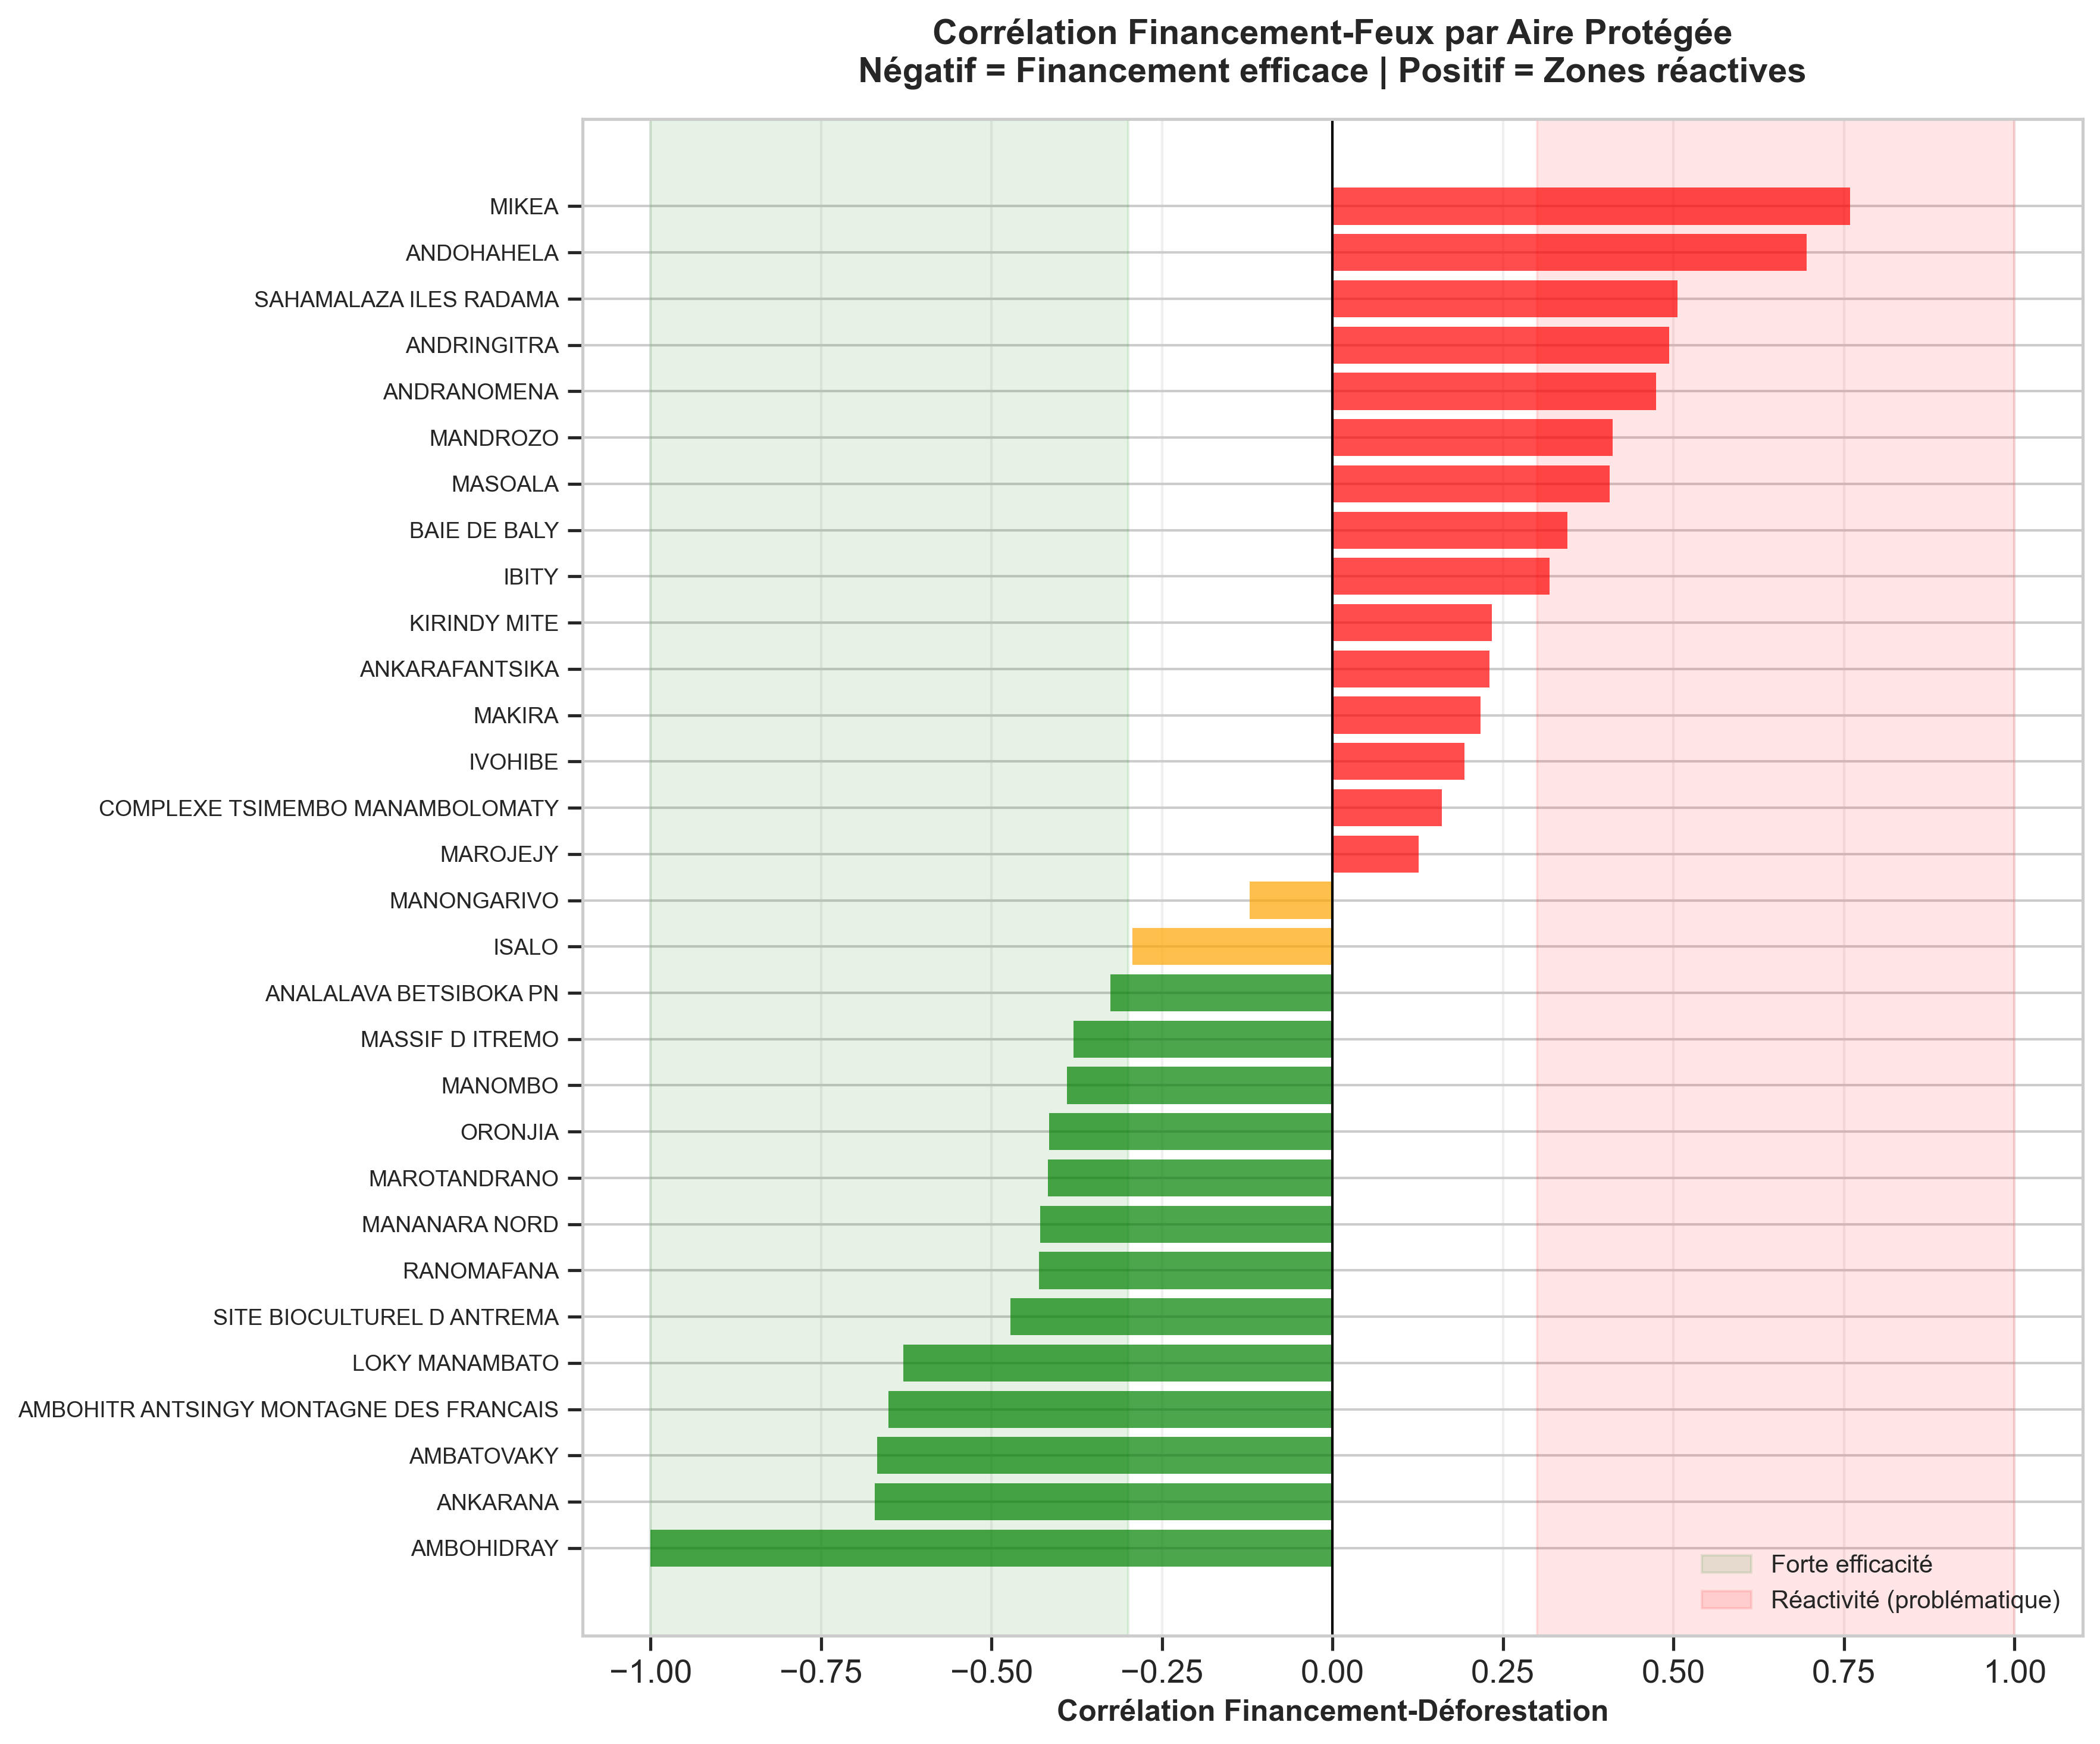 Corrélation Financement-Feux par Aire Protégée
Négatif = Financement efficace | Positif = Zones réactives
MIKEA
ANDOHAHELA
SAHAMALAZA ILES RADAMA
ANDRINGITRA
ANDRANOMENA
MANDROZO
MASOALA
BAIE DE BALY
IBITY
KIRINDY MITE
ANKARAFANTSIKA
MAKIRA
IVOHIBE
COMPLEXE TSIMEMBO MANAMBOLOMATY
MAROJEJY
MANONGARIVO
ISALO
ANALALAVA BETSIBOKA PN
MASSIF D ITREMO
MANOMBO
ORONJIA
MAROTANDRANO
MANANARA NORD
RANOMAFANA
SITE BIOCULTUREL D ANTREMA
LOKY MANAMBATO
AMBOHITR ANTSINGY MONTAGNE DES FRANCAIS
AMBATOVAKY
ANKARANA
AMBOHIDRAY
Forte efficacité
Réactivité (problématique)
−1.00 −0.75 −0.50 −0.25 0.00 0.25 0.50 0.75 1.00
Corrélation Financement-Déforestation